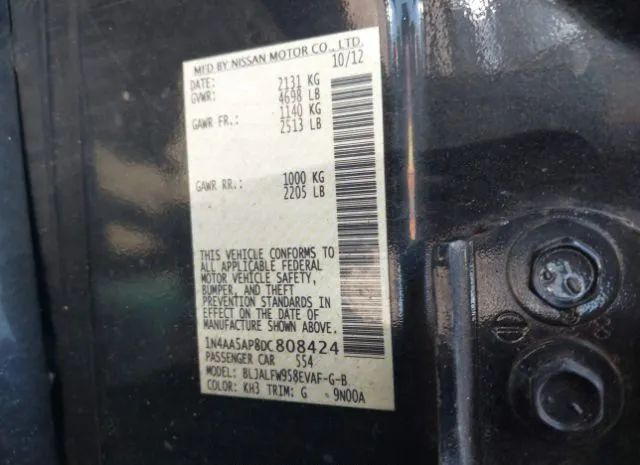 MFD BY NISSAN MOTOR CO., LTD.
DATE: 10/12
GVWR: 2131 KG
4698 LB
GAWR FR.: 1140 KG
2513 LB
GAWR RR.: 1000 KG
2205 LB
THIS VEHICLE CONFORMS TO
ALL APPLICABLE FEDERAL
MOTOR VEHICLE SAFETY,
BUMPER, AND THEFT
PREVENTION STANDARDS IN
EFFECT ON THE DATE OF
MANUFACTURE SHOWN ABOVE.
1N4AA5AP8DC808424
PASSENGER CAR 554
MODEL: BLJALFW958EVAF-G-B
COLOR: KH3 TRIM: G 9N00A